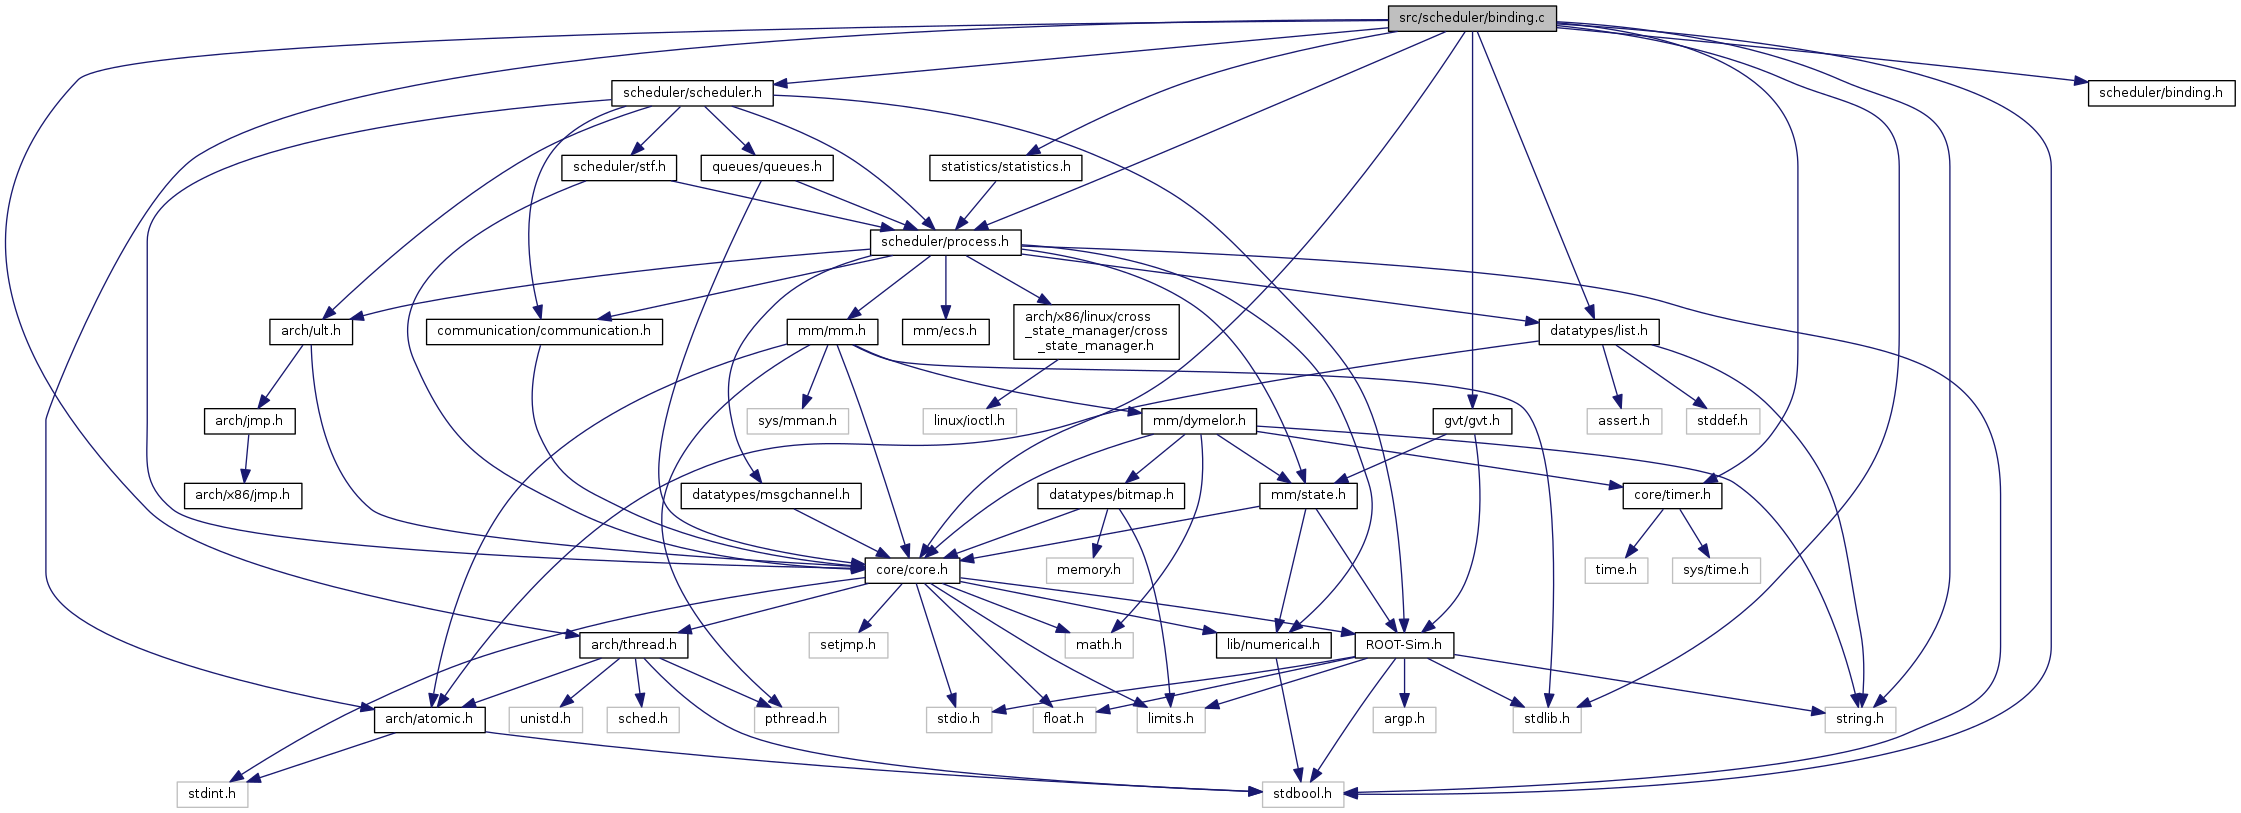 src/scheduler/binding.c
scheduler/scheduler.h
scheduler/binding.h
scheduler/stf.h
queues/queues.h
statistics/statistics.h
scheduler/process.h
arch/ult.h
communication/communication.h
mm/mm.h
mm/ecs.h
arch/x86/linux/cross
_state_manager/cross
_state_manager.h
datatypes/list.h
arch/jmp.h
sys/mman.h
linux/ioctl.h
mm/dymelor.h
gvt/gvt.h
assert.h
stddef.h
arch/x86/jmp.h
datatypes/msgchannel.h
datatypes/bitmap.h
mm/state.h
core/timer.h
core/core.h
memory.h
time.h
sys/time.h
arch/thread.h
setjmp.h
math.h
lib/numerical.h
ROOT-Sim.h
arch/atomic.h
unistd.h
sched.h
pthread.h
stdio.h
float.h
limits.h
argp.h
stdlib.h
string.h
stdint.h
stdbool.h